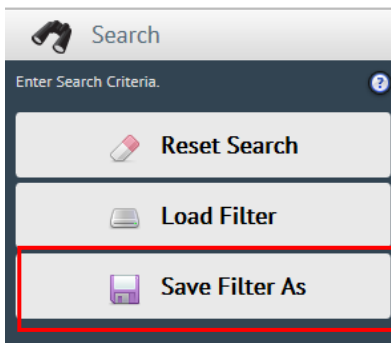 Search
Enter Search Criteria.
?
Reset Search
Load Filter
Save Filter As